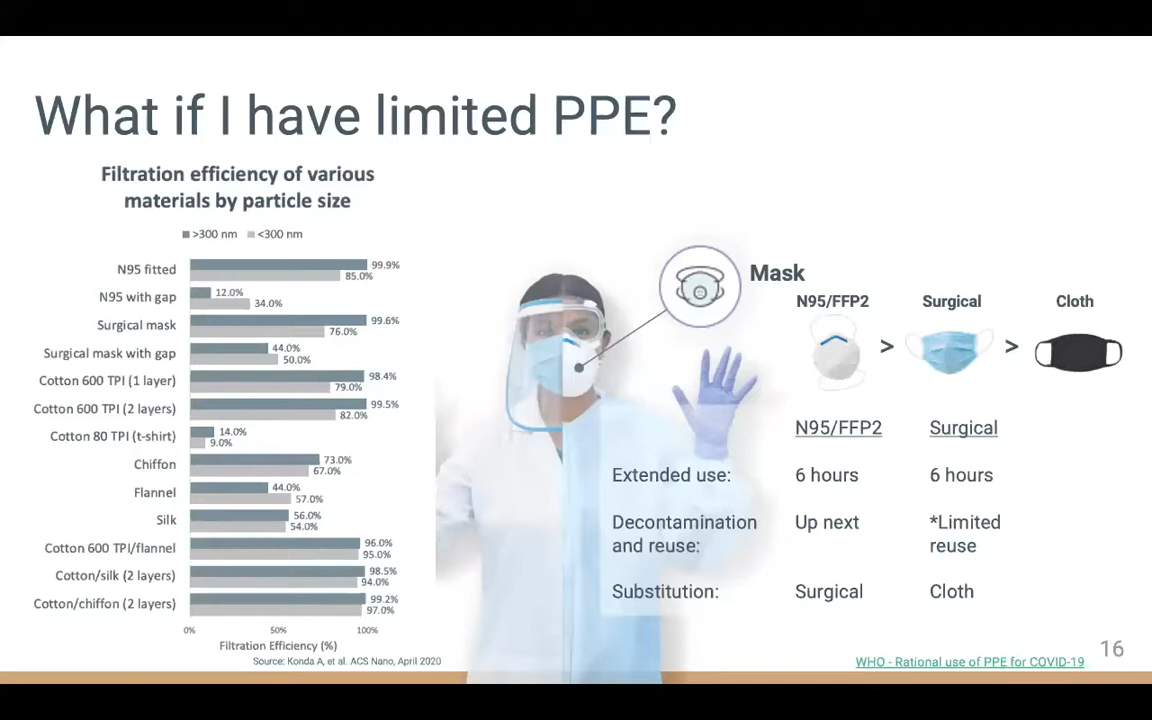 What if I have limited PPE?
Filtration efficiency of various
materials by particle size
>300 nm <300 nm
N95 fitted 99.9% 85.0%
N95 with gap 12.0% 34.0%
Surgical mask 99.6% 76.0%
Surgical mask with gap 44.0% 50.0%
Cotton 600 TPI (1 layer) 98.4% 79.0%
Cotton 600 TPI (2 layers) 99.5% 82.0%
Cotton 80 TPI (t-shirt) 14.0% 9.0%
Chiffon 73.0% 67.0%
Flannel 44.0% 57.0%
Silk 56.0% 54.0%
Cotton 600 TPI/flannel 96.0% 95.0%
Cotton/silk (2 layers) 98.5% 94.0%
Cotton/chiffon (2 layers) 99.2% 97.0%
0% 50% 100%
Filtration Efficiency (%)
Source: Konda A, et al. ACS Nano, April 2020
Mask
N95/FFP2 Surgical Cloth
> >
N95/FFP2 Surgical
Extended use: 6 hours 6 hours
Decontamination Up next *Limited
and reuse: reuse
Substitution: Surgical Cloth
16
WHO - Rational use of PPE for COVID-19